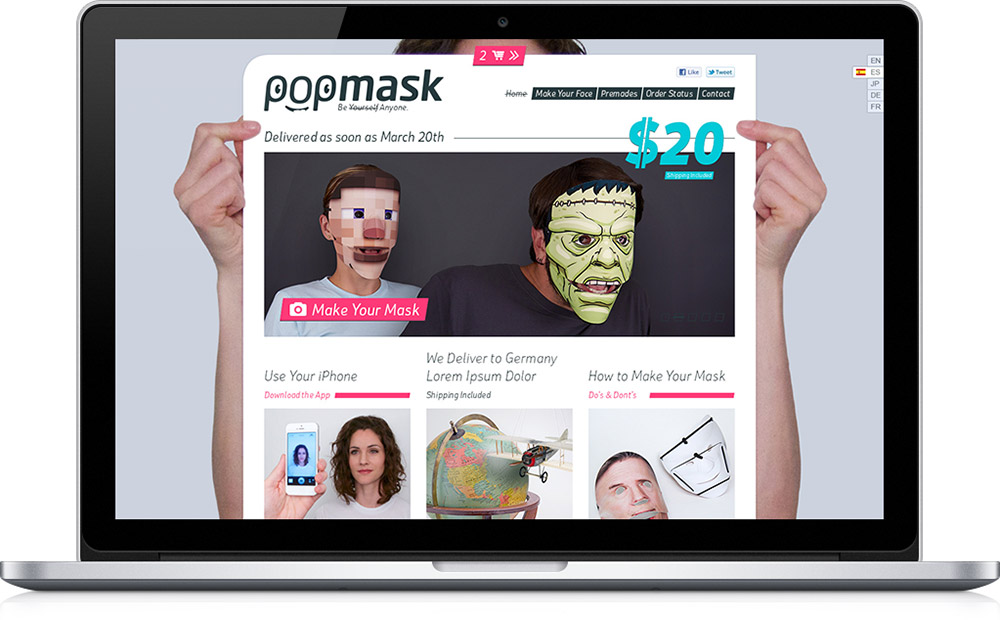 2
EN
Like
Tweet
ES
popmask
JP
Be Yourself Anyone.
Home
Make Your Face
Premades
Order Status
Contact
DE
FR
Delivered as soon as March 20th
$20
Shipping Included
Make Your Mask
Use Your iPhone
Download the App
We Deliver to Germany
Lorem Ipsum Dolor
Shipping Included
How to Make Your Mask
Do's & Dont's